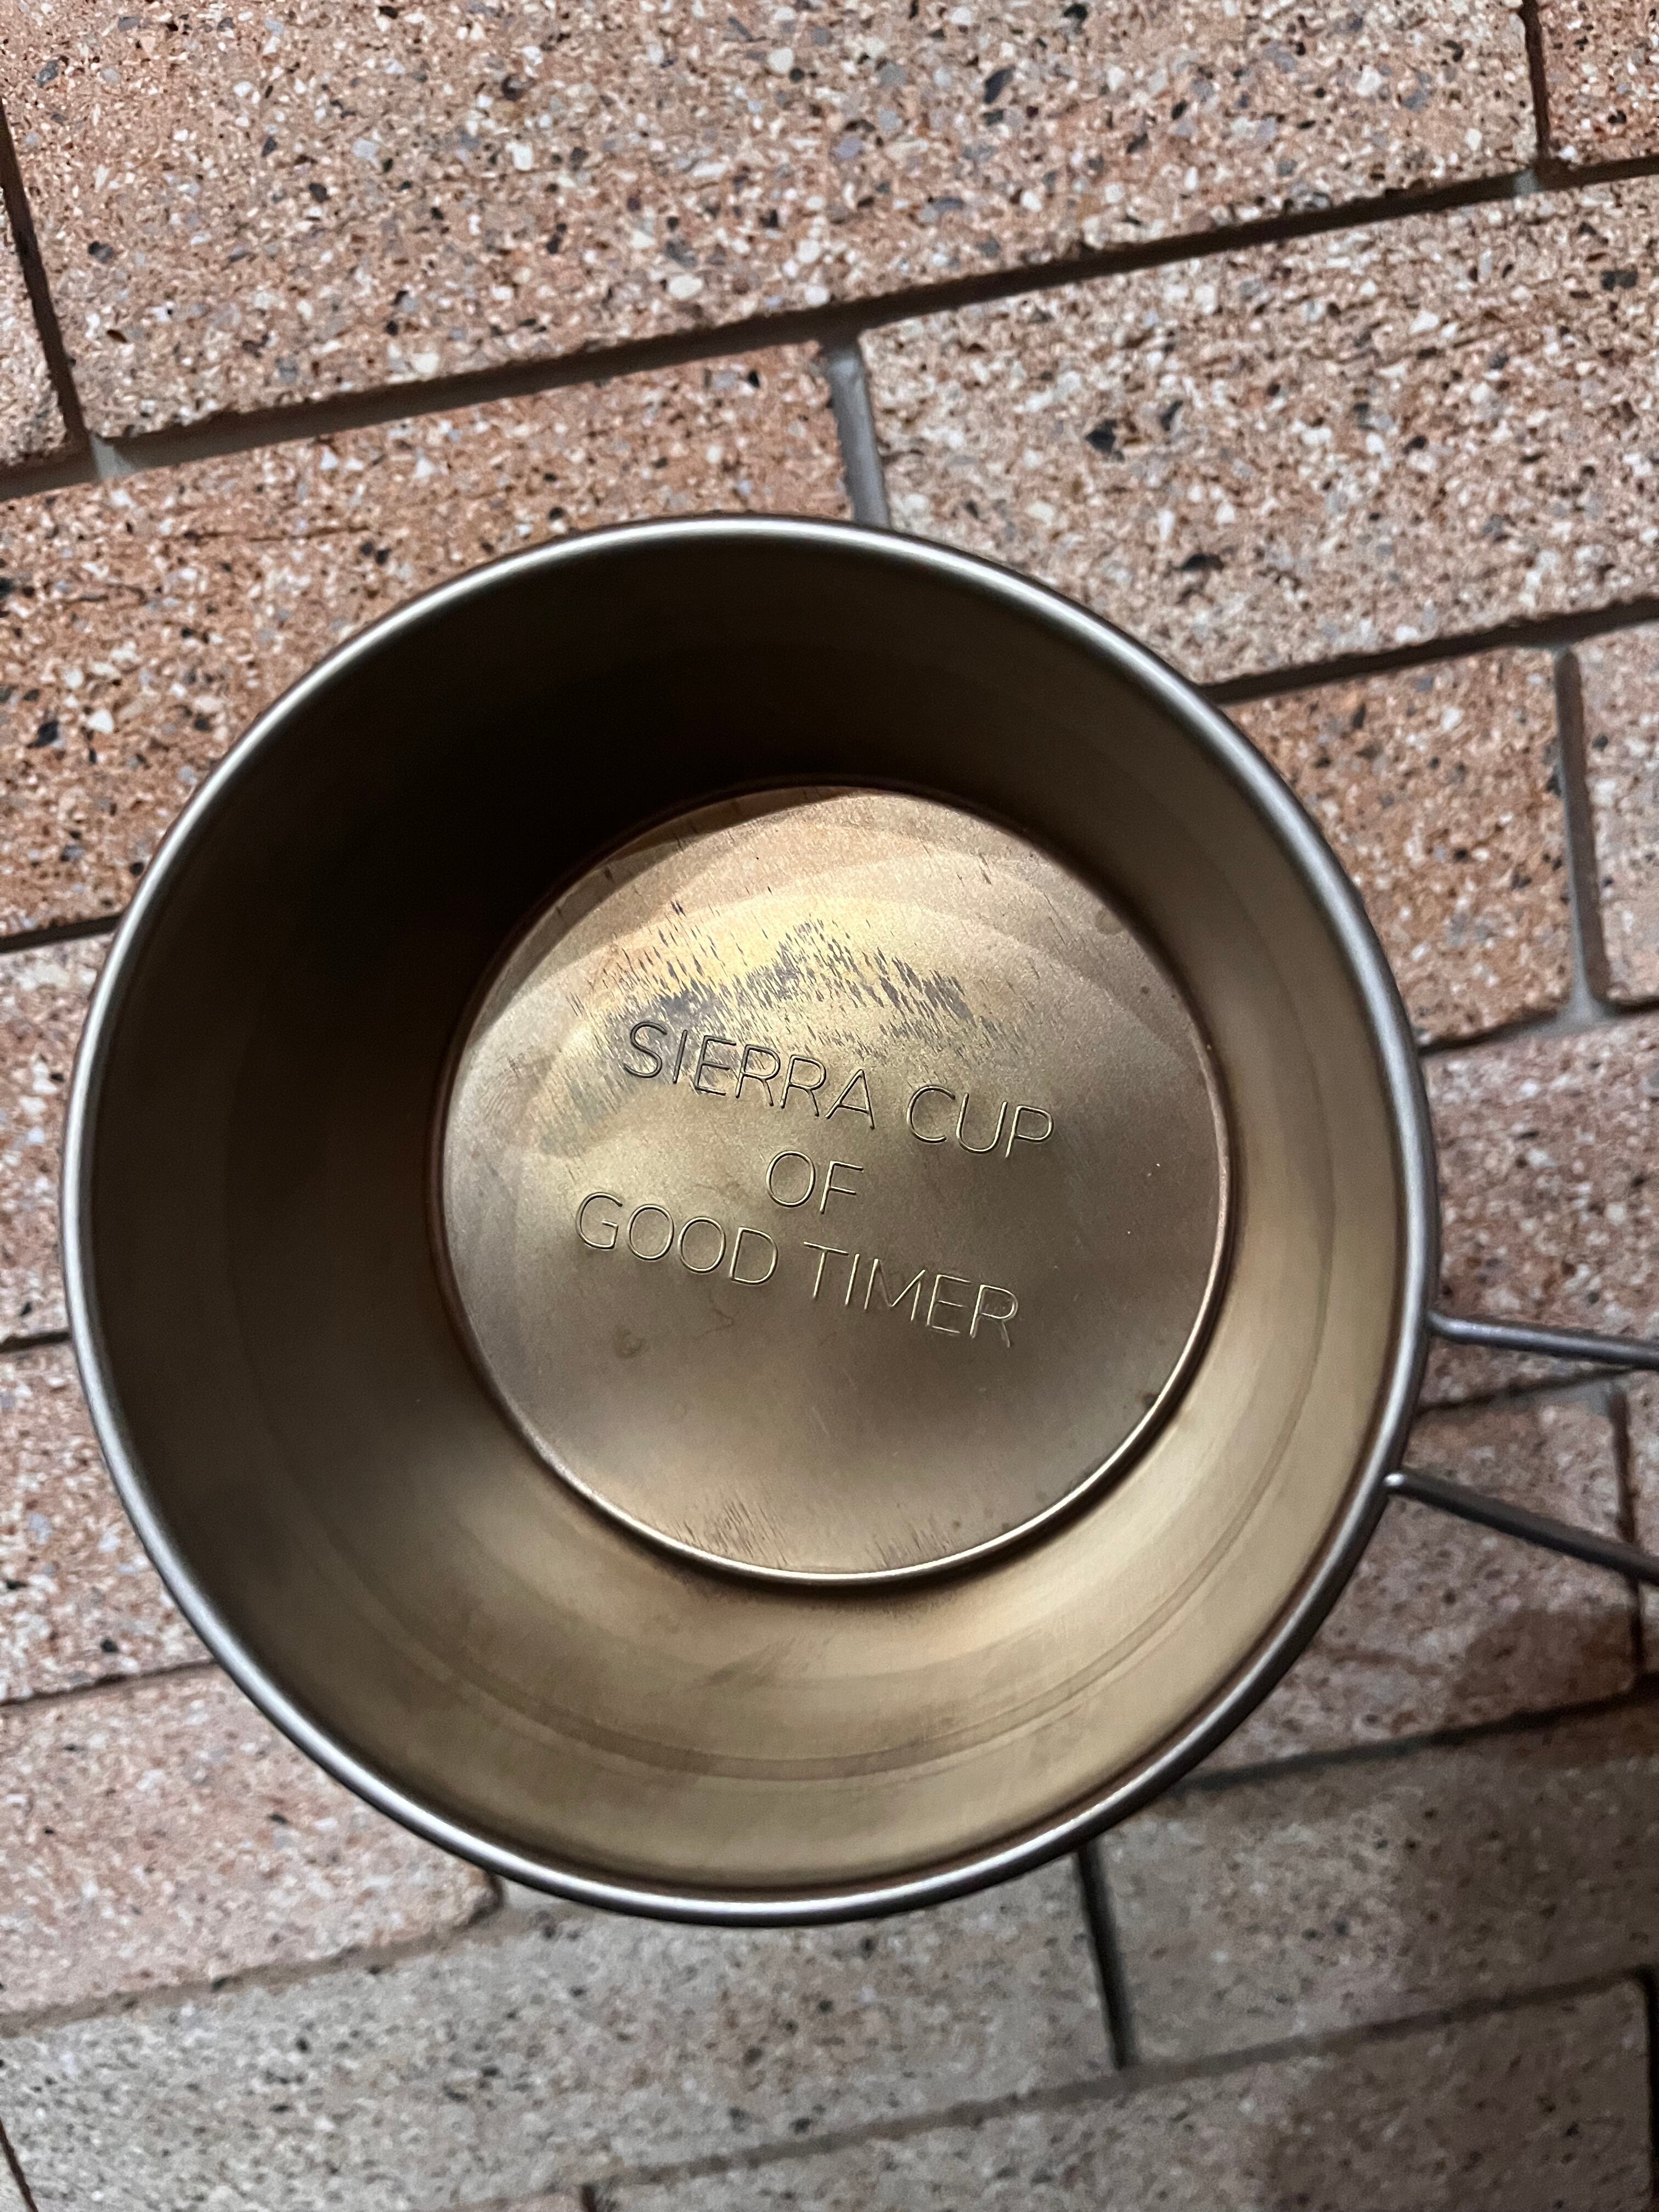 SIERRA CUP
OF
GOOD TIMER